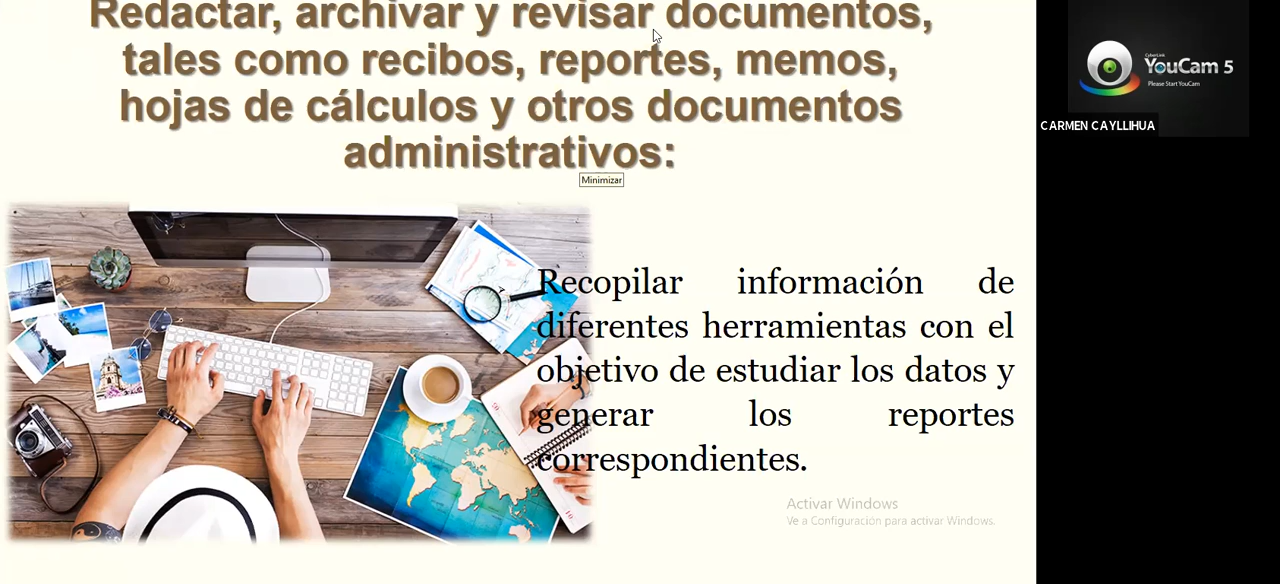 Redactar, archivar y revisar documentos,
tales como recibos, reportes, memos,
hojas de cálculos y otros documentos
administrativos:
Minimizar
Recopilar información de
diferentes herramientas con el
objetivo de estudiar los datos y
generar los reportes
correspondientes.
Activar Windows
Ve a Configuración para activar Windows.
CyberLink
YouCam 5
Please Start YouCam
CARMEN CAYLLIHUA